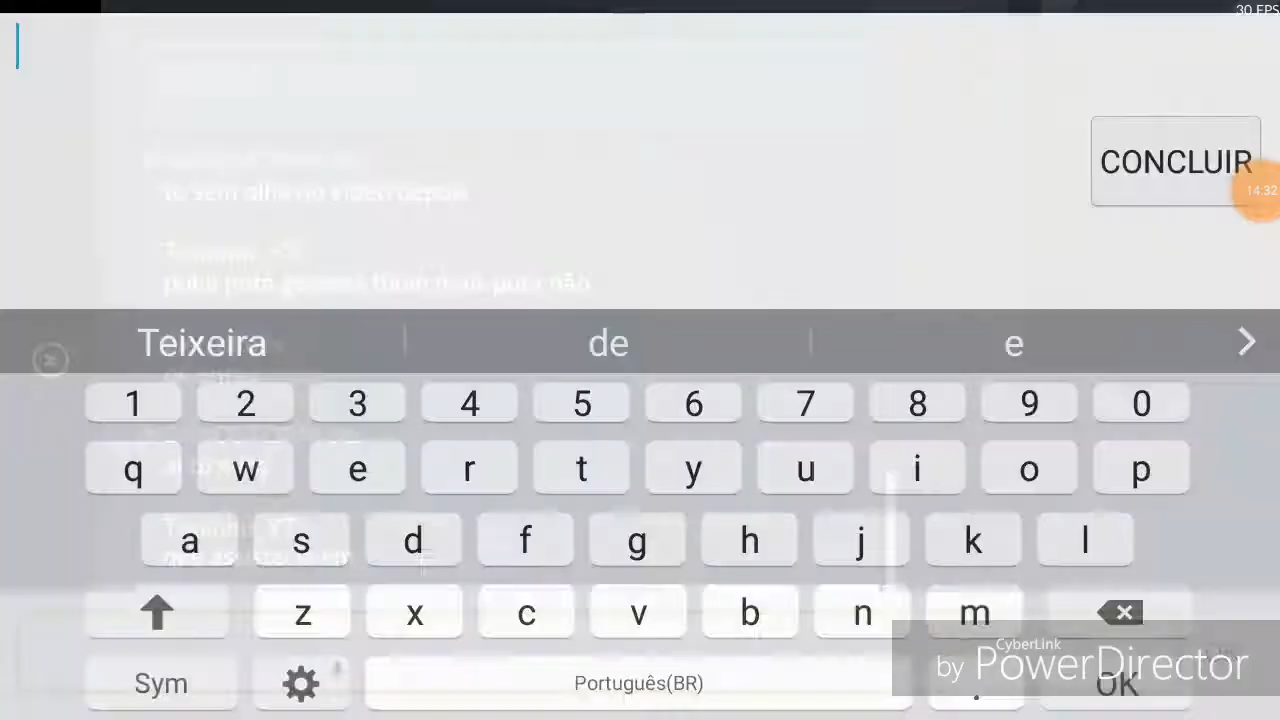 30 FPS
CONCLUIR
14:32
Teixeira de e
1 2 3 4 5 6 7 8 9 0
q w e r t y u i o p
a s d f g h j k l
z x c v b n m
Sym Português(BR) . OK
CyberLink
by PowerDirector